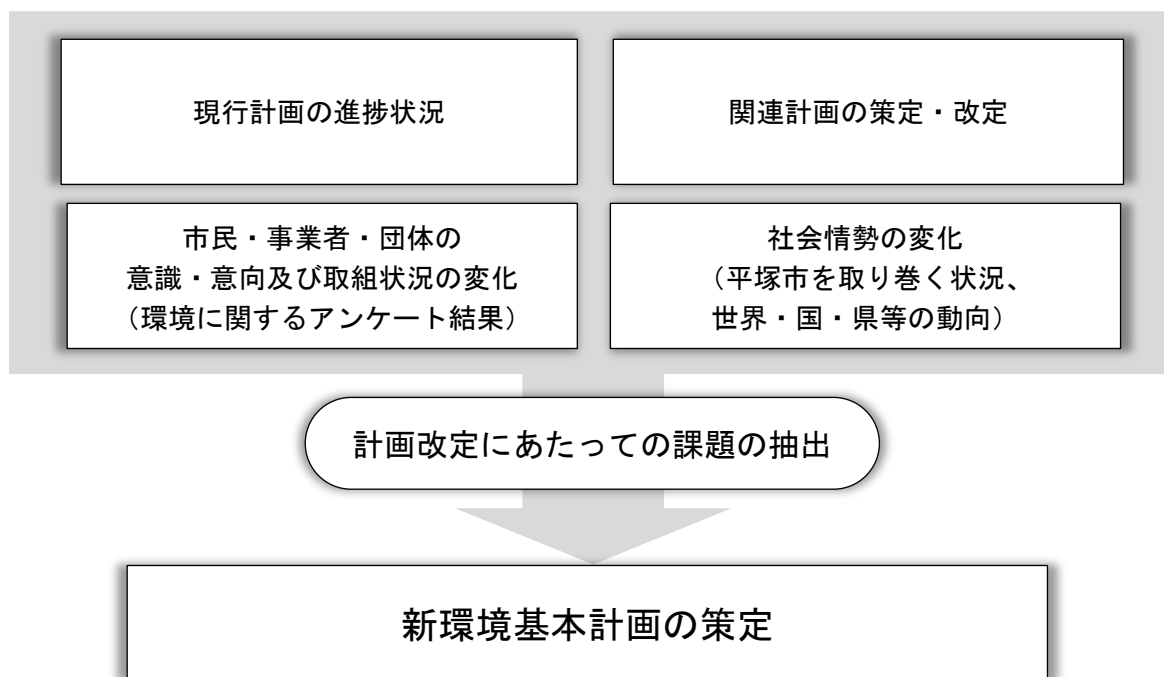 現行計画の進捗状況
関連計画の策定・改定
市民・事業者・団体の
意識・意向及び取組状況の変化
（環境に関するアンケート結果）
社会情勢の変化
（平塚市を取り巻く状況、
世界・国・県等の動向）
計画改定にあたっての課題の抽出
新環境基本計画の策定